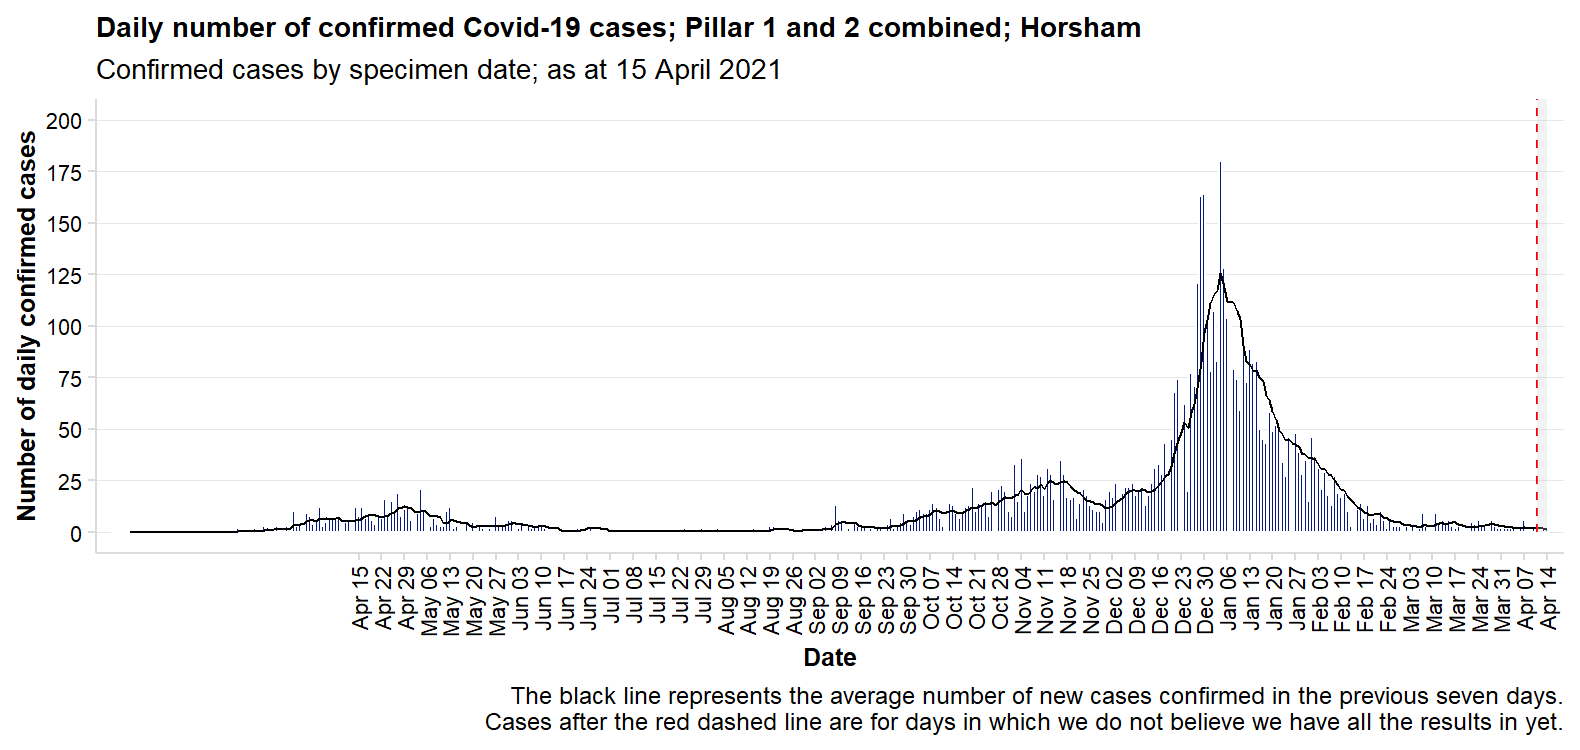 Daily number of confirmed Covid-19 cases; Pillar 1 and 2 combined; Horsham
Confirmed cases by specimen date; as at 15 April 2021
Number of daily confirmed cases
200
175
150
125
100
75
50
25
0
Apr 15
Apr 22
Apr 29
May 06
May 13
May 20
May 27
Jun 03
Jun 10
Jun 17
Jun 24
Jul 01
Jul 08
Jul 15
Jul 22
Jul 29
Aug 05
Aug 12
Aug 19
Aug 26
Sep 02
Sep 09
Sep 16
Sep 23
Sep 30
Oct 07
Oct 14
Oct 21
Oct 28
Nov 04
Nov 11
Nov 18
Nov 25
Dec 02
Dec 09
Dec 16
Dec 23
Dec 30
Jan 06
Jan 13
Jan 20
Jan 27
Feb 03
Feb 10
Feb 17
Feb 24
Mar 03
Mar 10
Mar 17
Mar 24
Mar 31
Apr 07
Apr 14
Date
The black line represents the average number of new cases confirmed in the previous seven days.
Cases after the red dashed line are for days in which we do not believe we have all the results in yet.